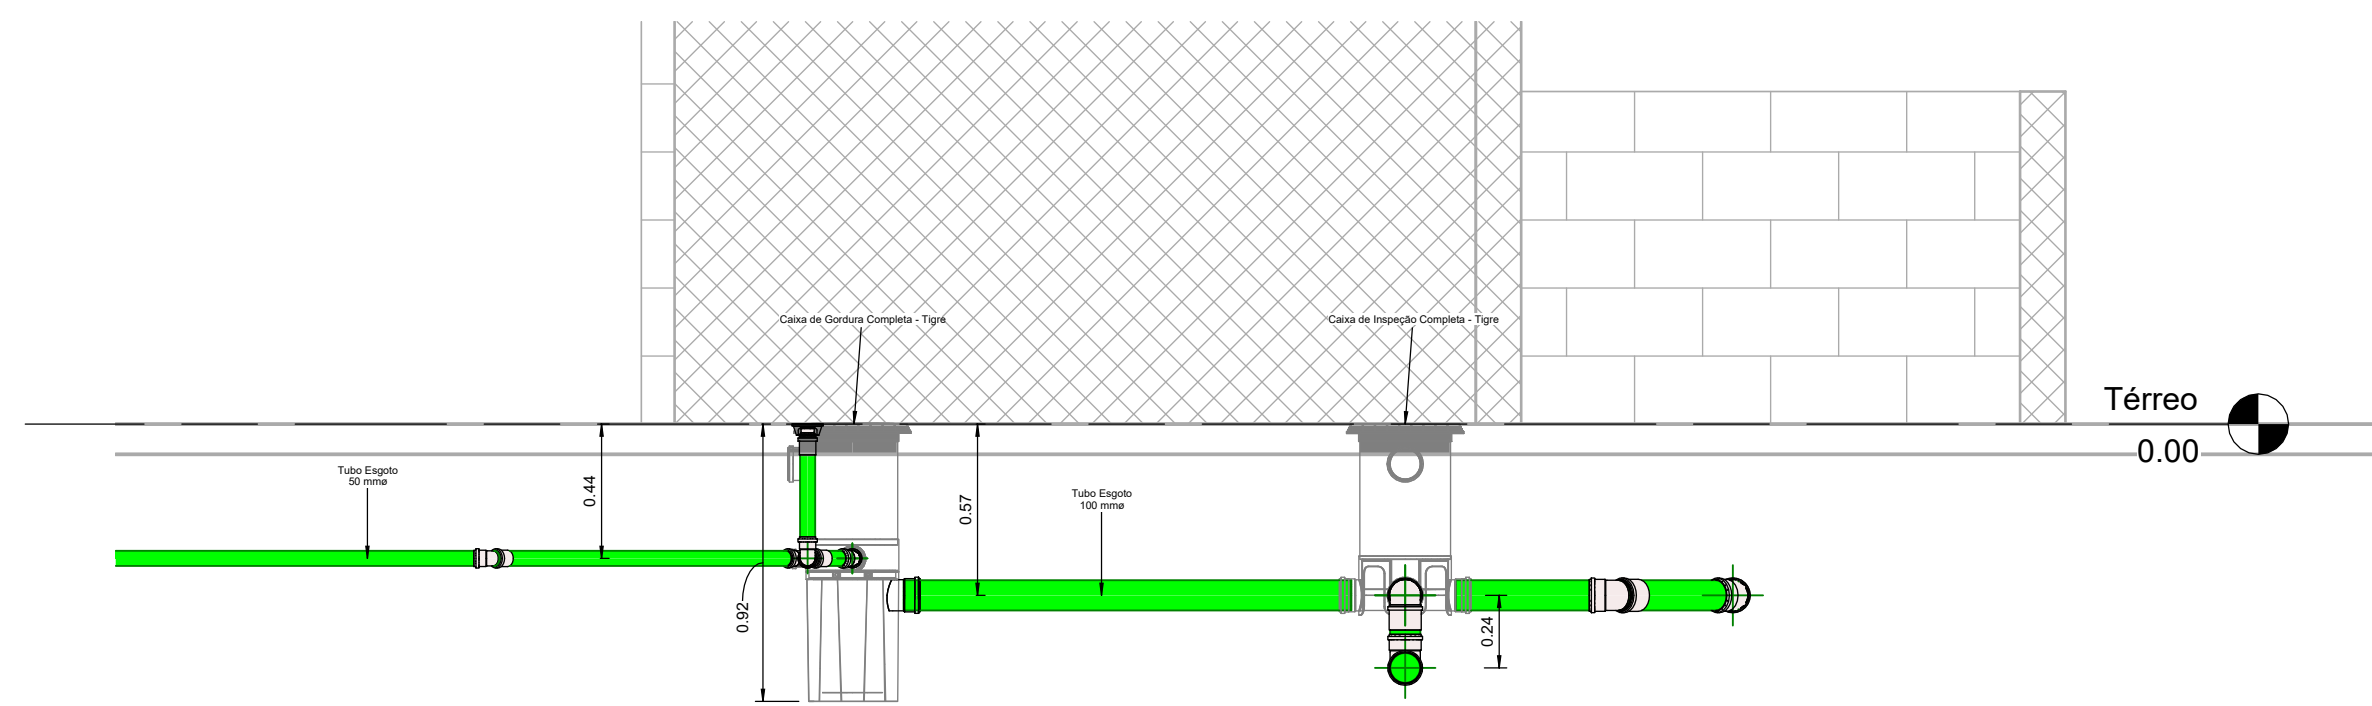 Caixa de Gordura Completa - Tigre
Caixa de Inspeção Completa - Tigre
Térreo
0.00
Tubo Esgoto
50 mmø
0.44
0.92
0.57
Tubo Esgoto
100 mmø
0.24